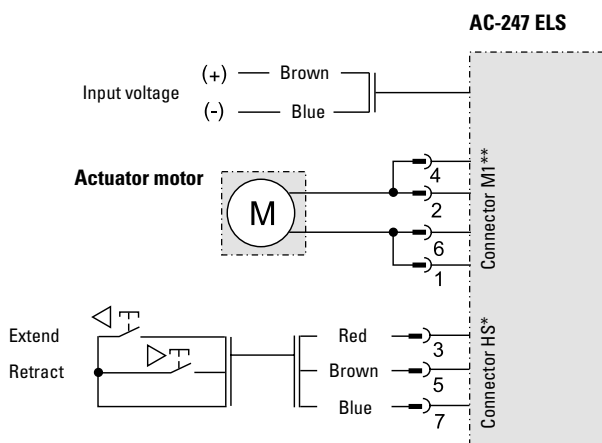 AC-247 ELS
Input voltage
(+) Brown
(-) Blue
Actuator motor
M
4
2
6
1
Connector M1**
Extend
Retract
Red 3
Brown 5
Blue 7
Connector HS*